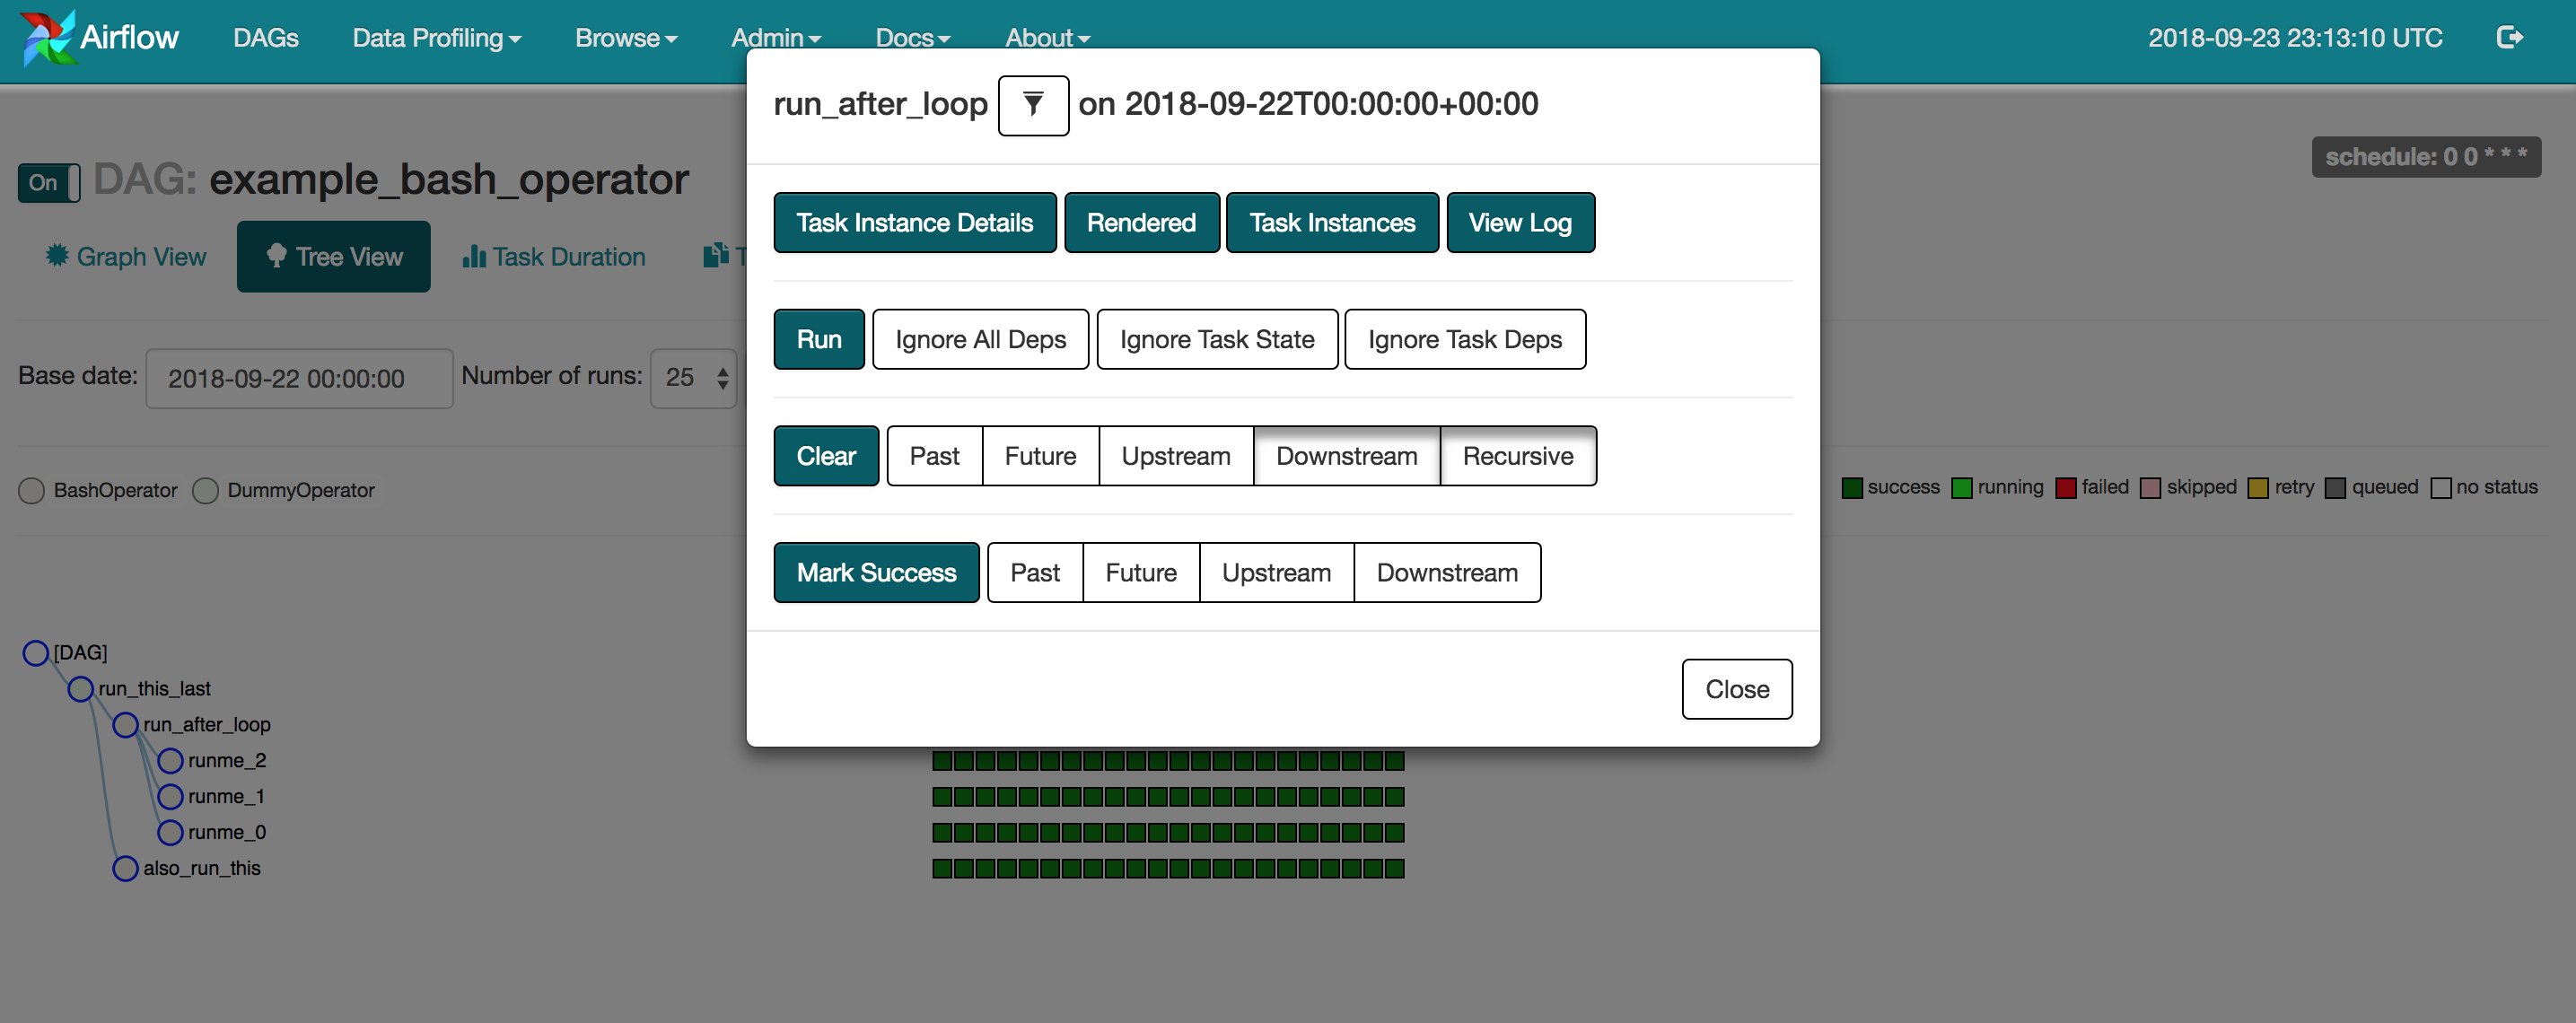 Airflow DAGs Data Profiling Browse Admin Docs About 2018-09-23 23:13:10 UTC
run_after_loop on 2018-09-22T00:00:00+00:00
schedule: 0 0 * * *
On DAG: example_bash_operator
Task Instance Details Rendered Task Instances View Log
Graph View Tree View Task Duration
Run Ignore All Deps Ignore Task State Ignore Task Deps
Base date: 2018-09-22 00:00:00 Number of runs: 25
Clear Past Future Upstream Downstream Recursive
BashOperator DummyOperator
success running failed skipped retry queued no status
Mark Success Past Future Upstream Downstream
Close
[DAG]
run_this_last
run_after_loop
runme_2
runme_1
runme_0
also_run_this